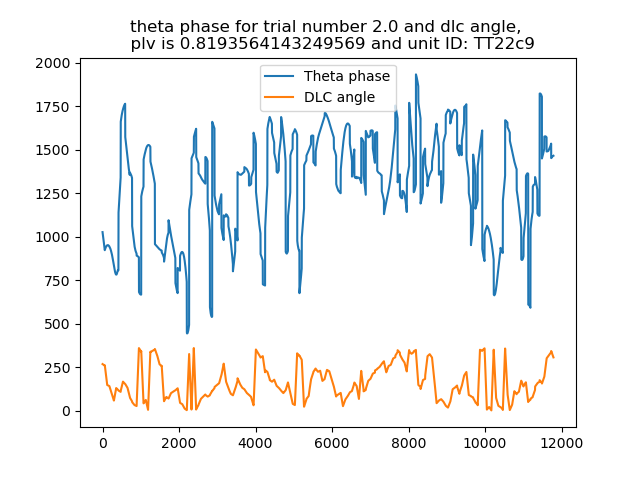 theta phase for trial number 2.0 and dlc angle,
plv is 0.8193564143249569 and unit ID: TT22c9
Theta phase
DLC angle
2000
1750
1500
1250
1000
750
500
250
0
0 2000 4000 6000 8000 10000 12000